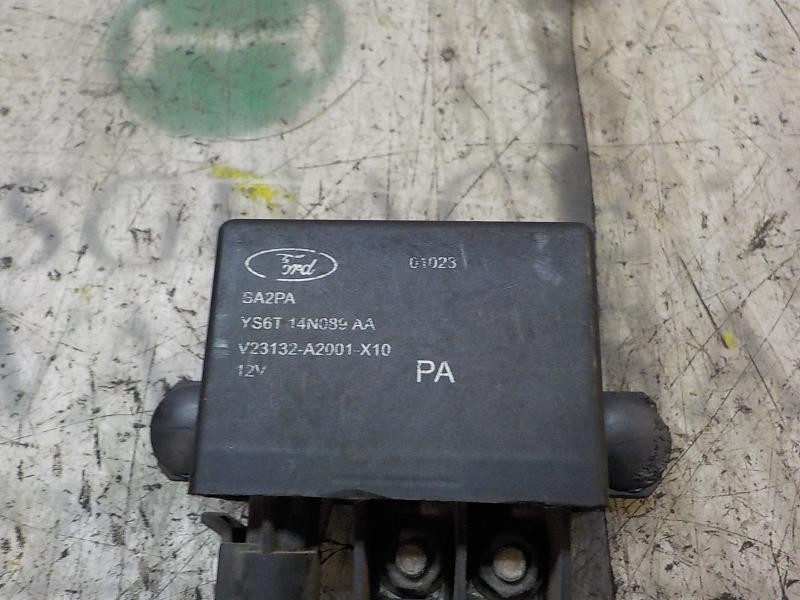 Ford
01023
SA2PA
YS6T 14N089 AA
V23132-A2001-X10
12V
PA